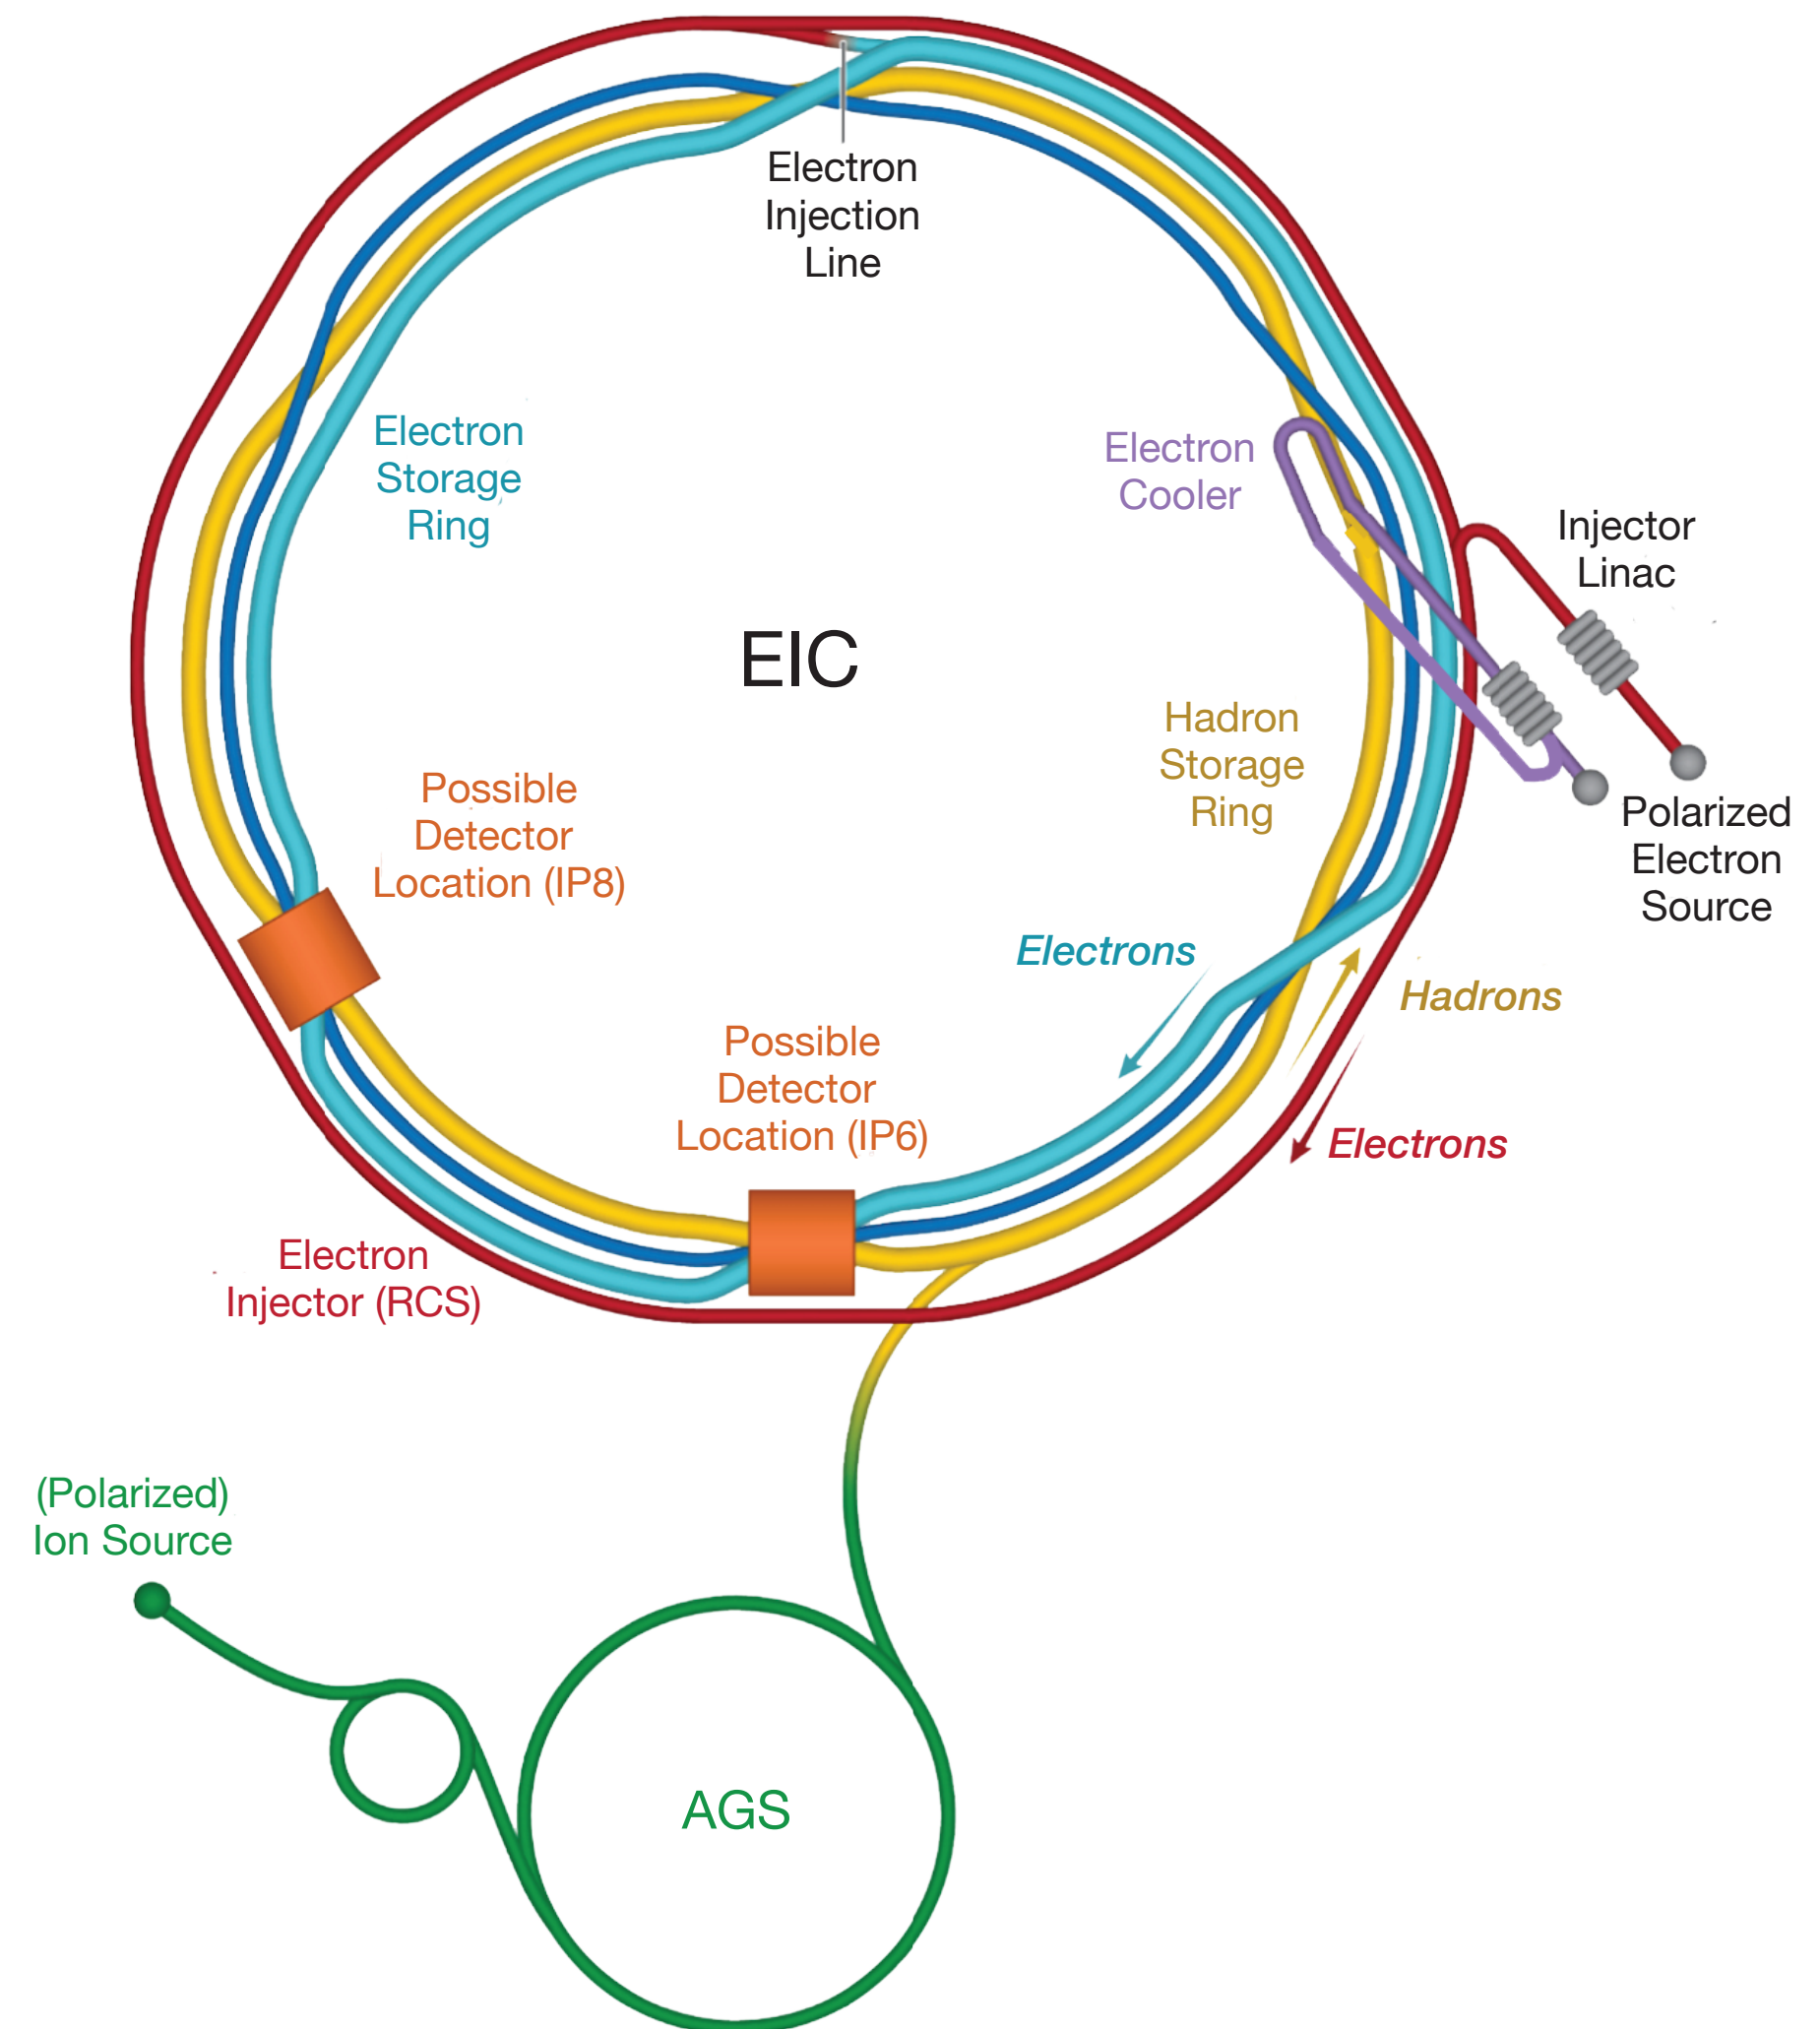 Electron
Injection
Line
Electron
Storage
Ring
Electron
Cooler
Injector
Linac
EIC
Hadron
Storage
Ring
Possible
Detector
Location (IP8)
Polarized
Electron
Source
Electrons
Hadrons
Possible
Detector
Location (IP6)
Electrons
Electron
Injector (RCS)
(Polarized)
Ion Source
AGS